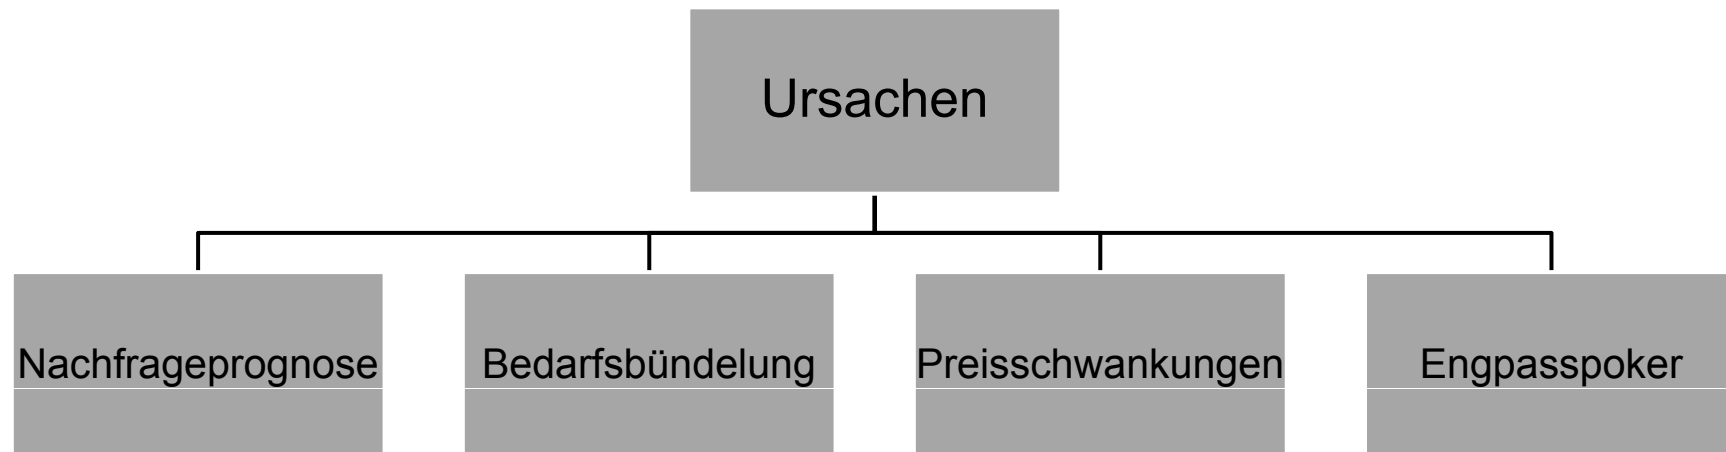 Ursachen
Nachfrageprognose
Bedarfsbündelung
Preisschwankungen
Engpasspoker